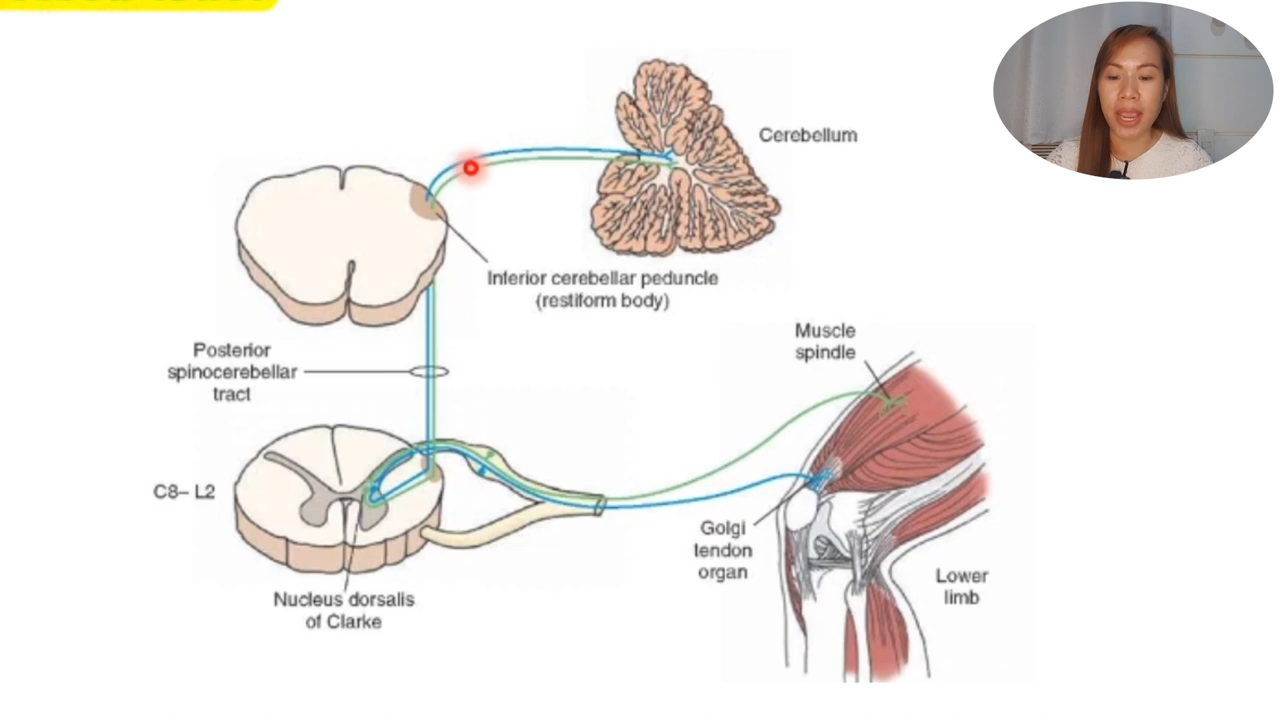 Cerebellum
Inferior cerebellar peduncle
(restiform body)
Muscle
spindle
Posterior
spinocerebellar
tract
C8– L2
Golgi
tendon
organ
Lower
limb
Nucleus dorsalis
of Clarke